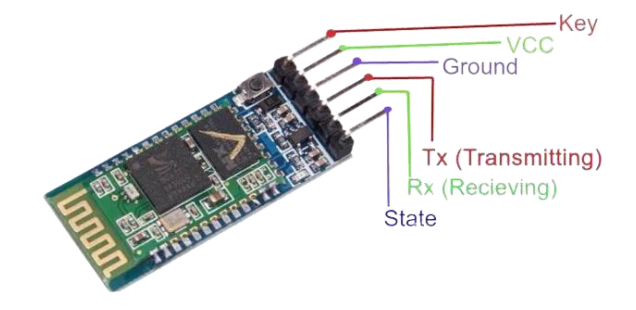 Key
VCC
Ground
Tx (Transmitting)
Rx (Recieving)
State